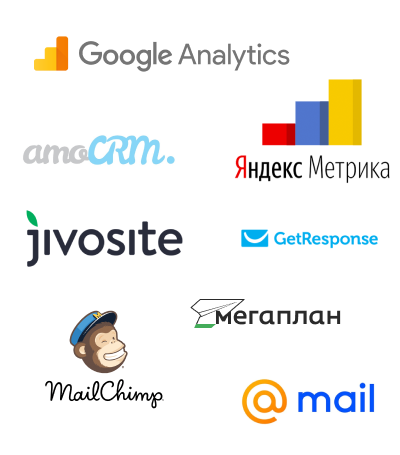 Google Analytics
amoCRM.
Яндекс Метрика
jivosite
GetResponse
мегаплан
MailChimp
@ mail